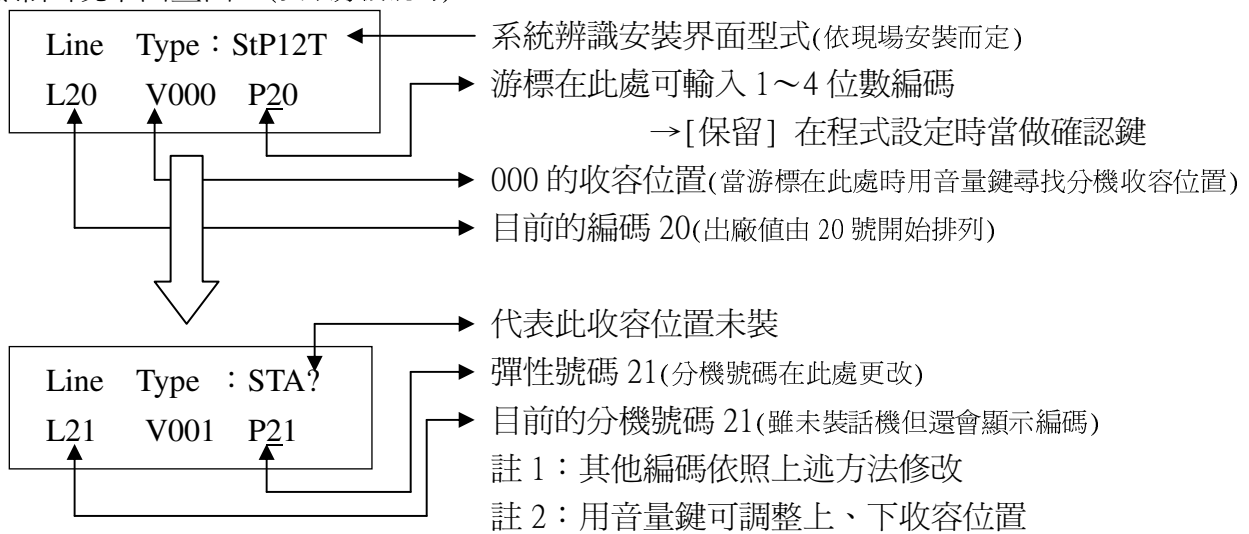 Line Type：StP12T
L20 V000 P20
系統辨識安裝界面型式(依現場安裝而定)
游標在此處可輸入 1～4 位數編碼
→[保留] 在程式設定時當做確認鍵
000 的收容位置(當游標在此處時用音量鍵尋找分機收容位置)
目前的編碼 20(出廠值由 20 號開始排列)
代表此收容位置未裝
Line Type ：STA?
L21 V001 P21
彈性號碼 21(分機號碼在此處更改)
目前的分機號碼 21(雖未裝話機但還會顯示編碼)
註 1：其他編碼依照上述方法修改
註 2：用音量鍵可調整上、下收容位置